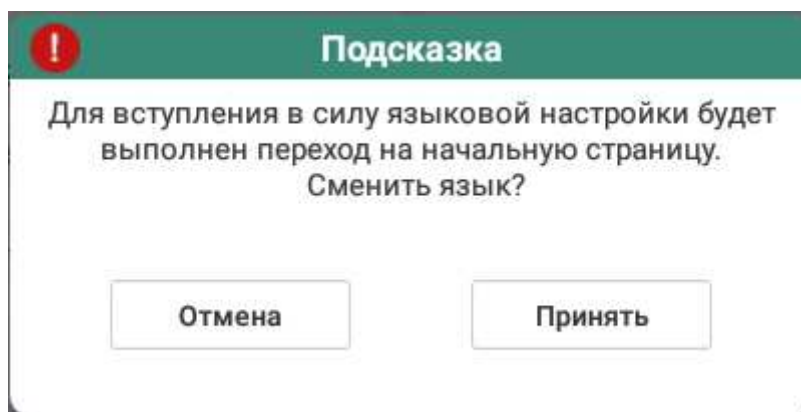 Подсказка
Для вступления в силу языковой настройки будет
выполнен переход на начальную страницу.
Сменить язык?
Отмена
Принять